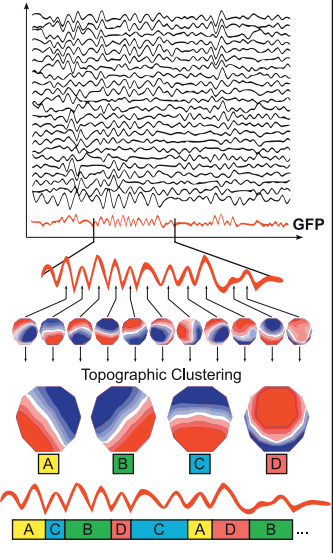 GFP
Topographic Clustering
A B C D
A C B D C A D B ...